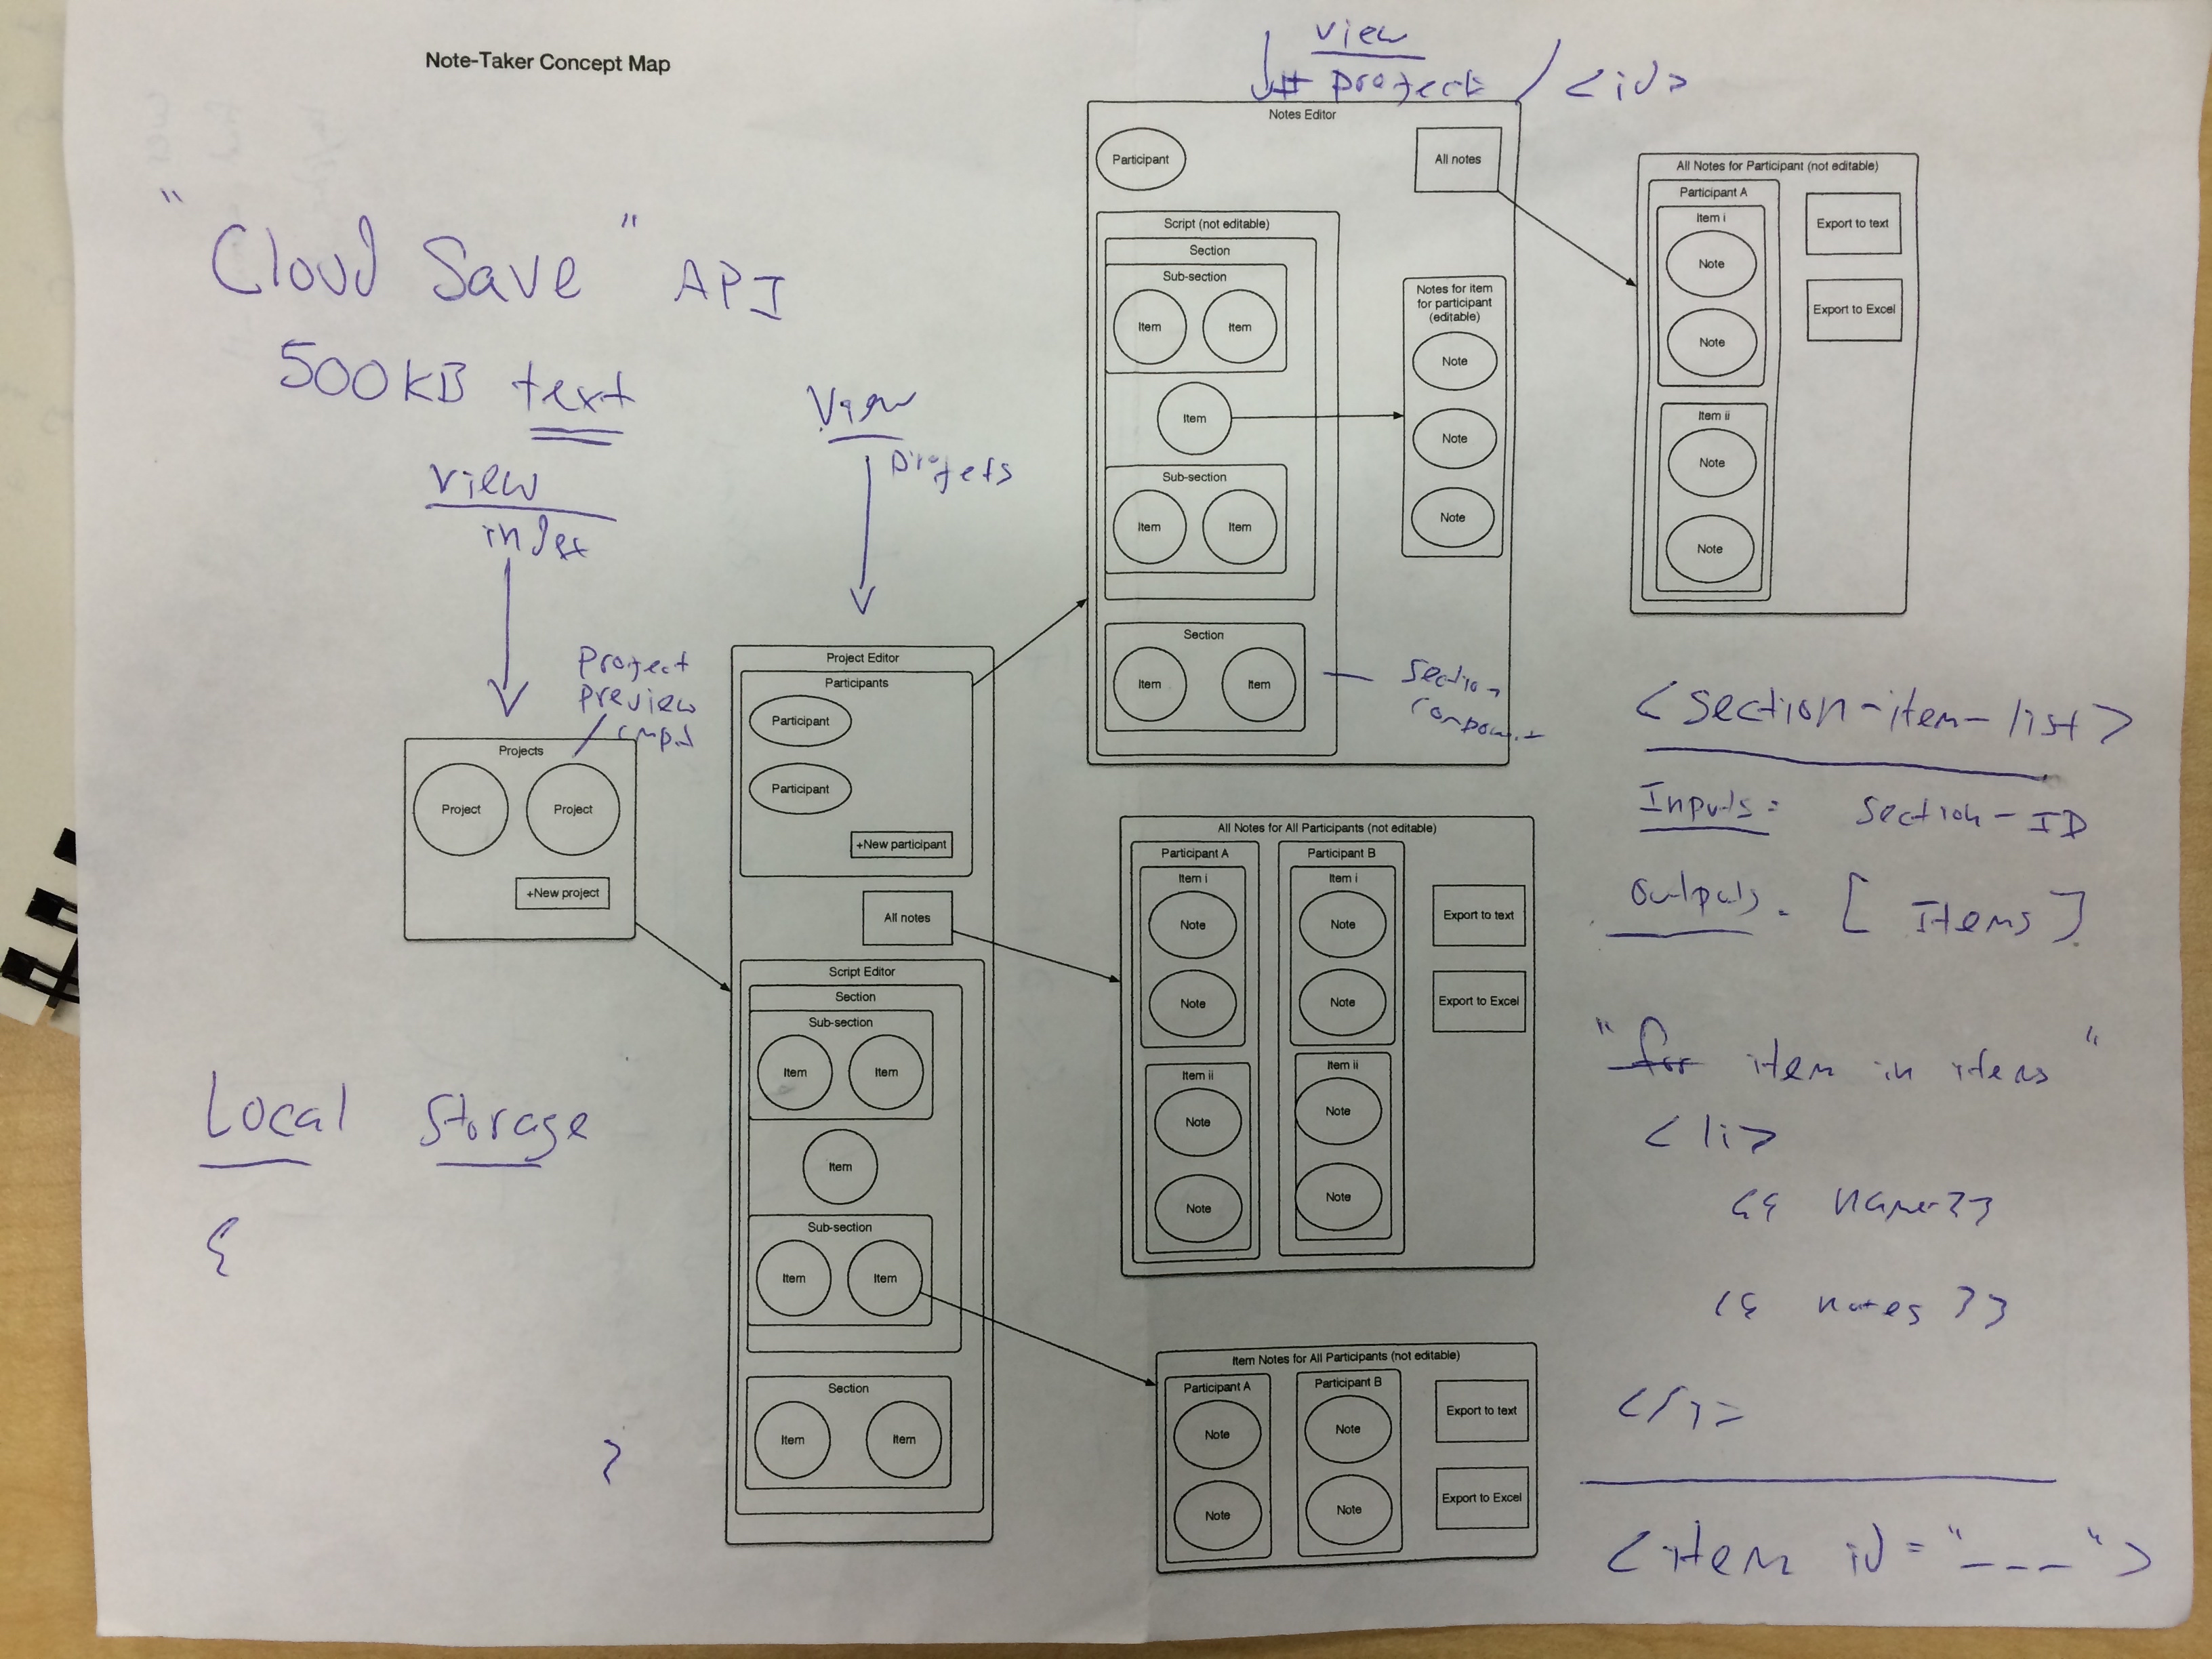 Note-Taker Concept Map
"Cloud Save" API
500KB text
view
index
View
view
# project / <id>
Project
preview
Projects
Project
Project
+New project
Project Editor
Participants
Participant
Participant
+New participant
All notes
Script Editor
Section
Sub-section
Item
Item
Item
Sub-section
Item
Item
Section
Item
Item
Notes Editor
Participant
All notes
Script (not editable)
Section
Sub-section
Item
Item
Item
Sub-section
Item
Item
Section
Item
Item
Section
Notes for item
for participant
(editable)
Note
Note
Note
All Notes for Participant (not editable)
Participant A
Item i
Note
Note
Item ii
Note
Note
Export to text
Export to Excel
All Notes for All Participants (not editable)
Participant A
Item i
Note
Note
Item ii
Note
Note
Participant B
Item i
Note
Note
Item ii
Note
Note
Export to text
Export to Excel
Item Notes for All Participants (not editable)
Participant A
Note
Note
Participant B
Note
Note
Export to text
Export to Excel
Local Storage
{
}
<section-item-list>
Inputs: section-ID
Outputs: [Items]
"for item in items"
<li>
{{ name }}
{{ notes }}
<item id="___">